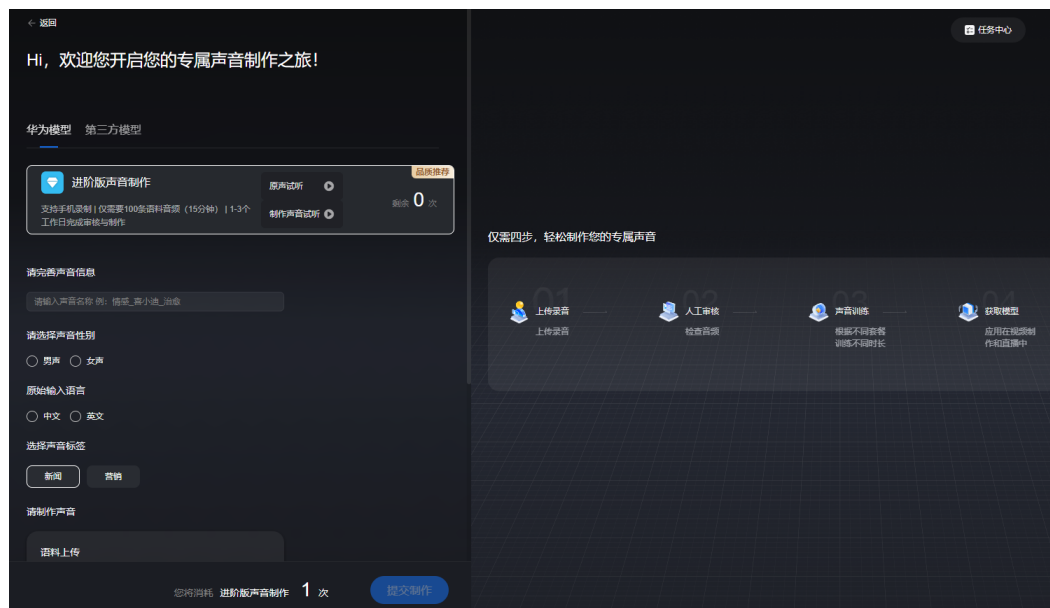 ← 返回
任务中心
Hi，欢迎您开启您的专属声音制作之旅！
华为模型 第三方模型
品质推荐
进阶版声音制作
原声试听
剩余 0 次
支持手机录制 | 仅需要100条语料音频（15分钟） | 1-3个
工作日完成审核与制作
制作声音试听
请完善声音信息
请输入声音名称 例：情感_喜小迪_治愈
请选择声音性别
男声 女声
原始输入语言
中文 英文
选择声音标签
新闻 营销
请制作声音
语料上传
您将消耗 进阶版声音制作 1 次
提交制作
仅需四步，轻松制作您的专属声音
01 02 03 04
上传录音 人工审核 声音训练 获取模型
上传录音 检查音频 根据不同套餐 应用在视频制
训练不同时长 作和直播中